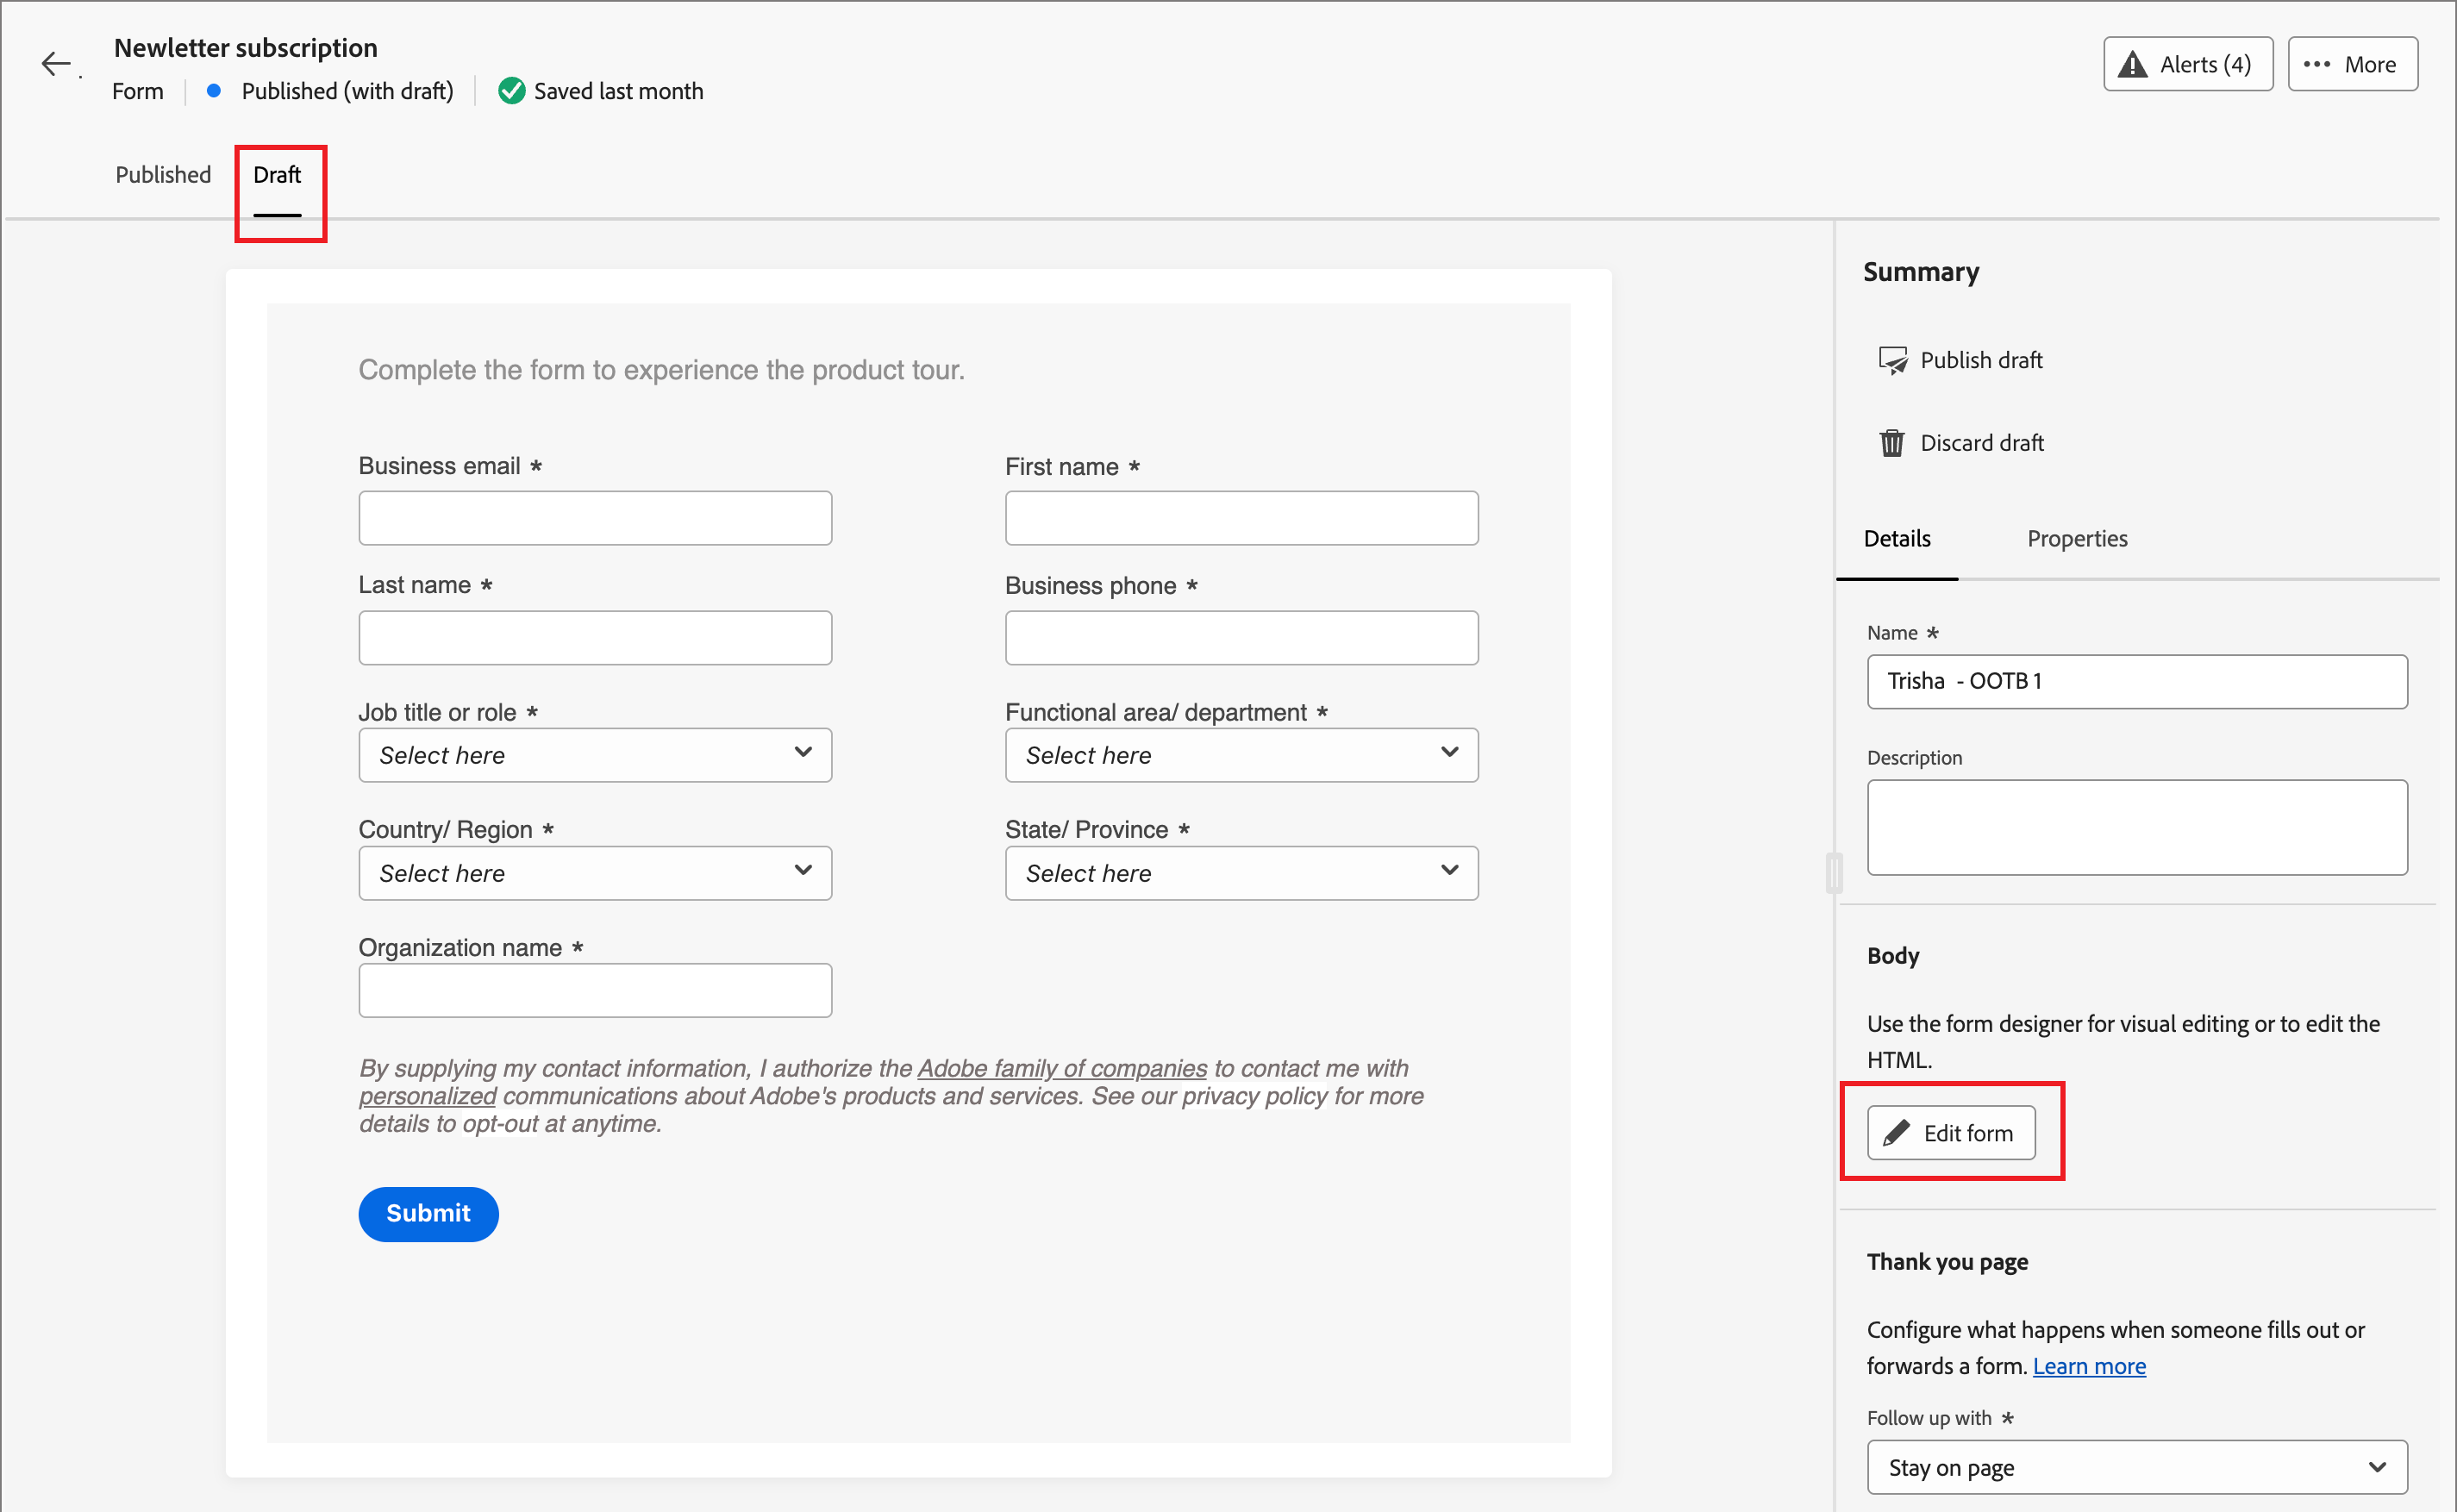 Newletter subscription
Form
Published (with draft)
Saved last month
Alerts (4)
More
Published
Draft
Complete the form to experience the product tour.
Business email *
First name *
Last name *
Business phone *
Job title or role *
Functional area/ department *
Select here
Select here
Country/ Region *
State/ Province *
Select here
Select here
Organization name *
By supplying my contact information, I authorize the Adobe family of companies to contact me with
personalized communications about Adobe's products and services. See our privacy policy for more
details to opt-out at anytime.
Submit
Summary
Publish draft
Discard draft
Details
Properties
Name *
Trisha - OOTB 1
Description
Body
Use the form designer for visual editing or to edit the
HTML.
Edit form
Thank you page
Configure what happens when someone fills out or
forwards a form. Learn more
Follow up with *
Stay on page